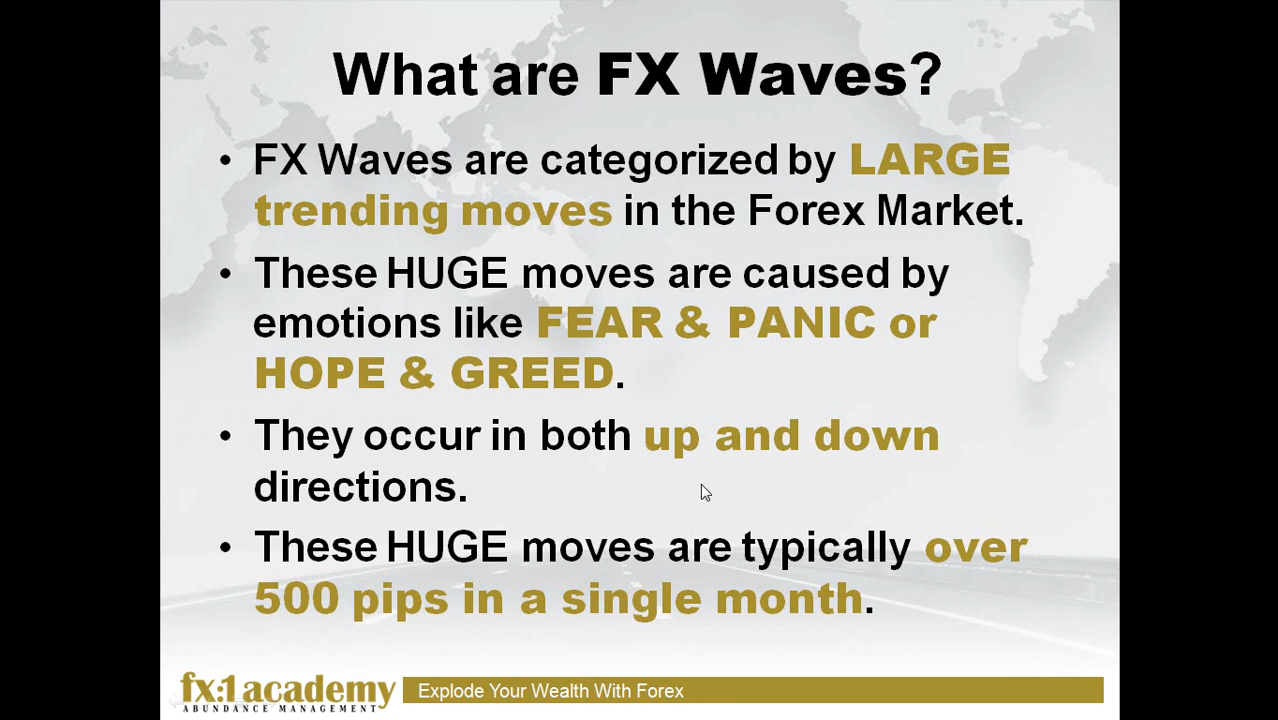 What are FX Waves?
• FX Waves are categorized by LARGE
trending moves in the Forex Market.
• These HUGE moves are caused by
emotions like FEAR & PANIC or
HOPE & GREED.
• They occur in both up and down
directions.
• These HUGE moves are typically over
500 pips in a single month.
fx:1 academy
ABUNDANCE MANAGEMENT
Explode Your Wealth With Forex